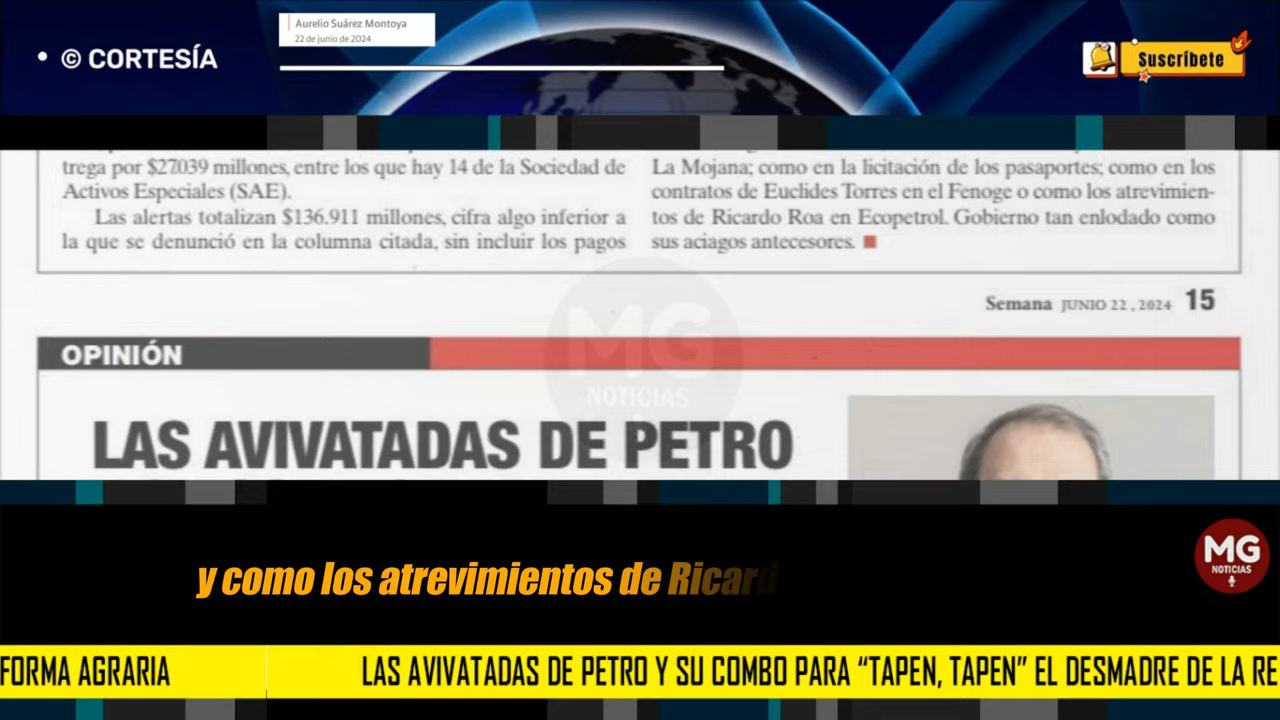 Aurelio Suárez Montoya
22 de junio de 2024
• © CORTESÍA
Suscríbete
trega por $27.039 millones, entre los que hay 14 de la Sociedad de
Activos Especiales (SAE).
Las alertas totalizan $136.911 millones, cifra algo inferior a
la que se denunció en la columna citada, sin incluir los pagos
La Mojana; como en la licitación de los pasaportes; como en los
contratos de Euclides Torres en el Fenoge o como los atrevimien-
tos de Ricardo Roa en Ecopetrol. Gobierno tan enlodado como
sus aciagos antecesores.
Semana JUNIO 22, 2024 15
OPINIÓN
MG
NOTICIAS
LAS AVIVATADAS DE PETRO
y como los atrevimientos de Ricard
MG
NOTICIAS
FORMA AGRARIA
LAS AVIVATADAS DE PETRO Y SU COMBO PARA “TAPEN, TAPEN” EL DESMADRE DE LA RE